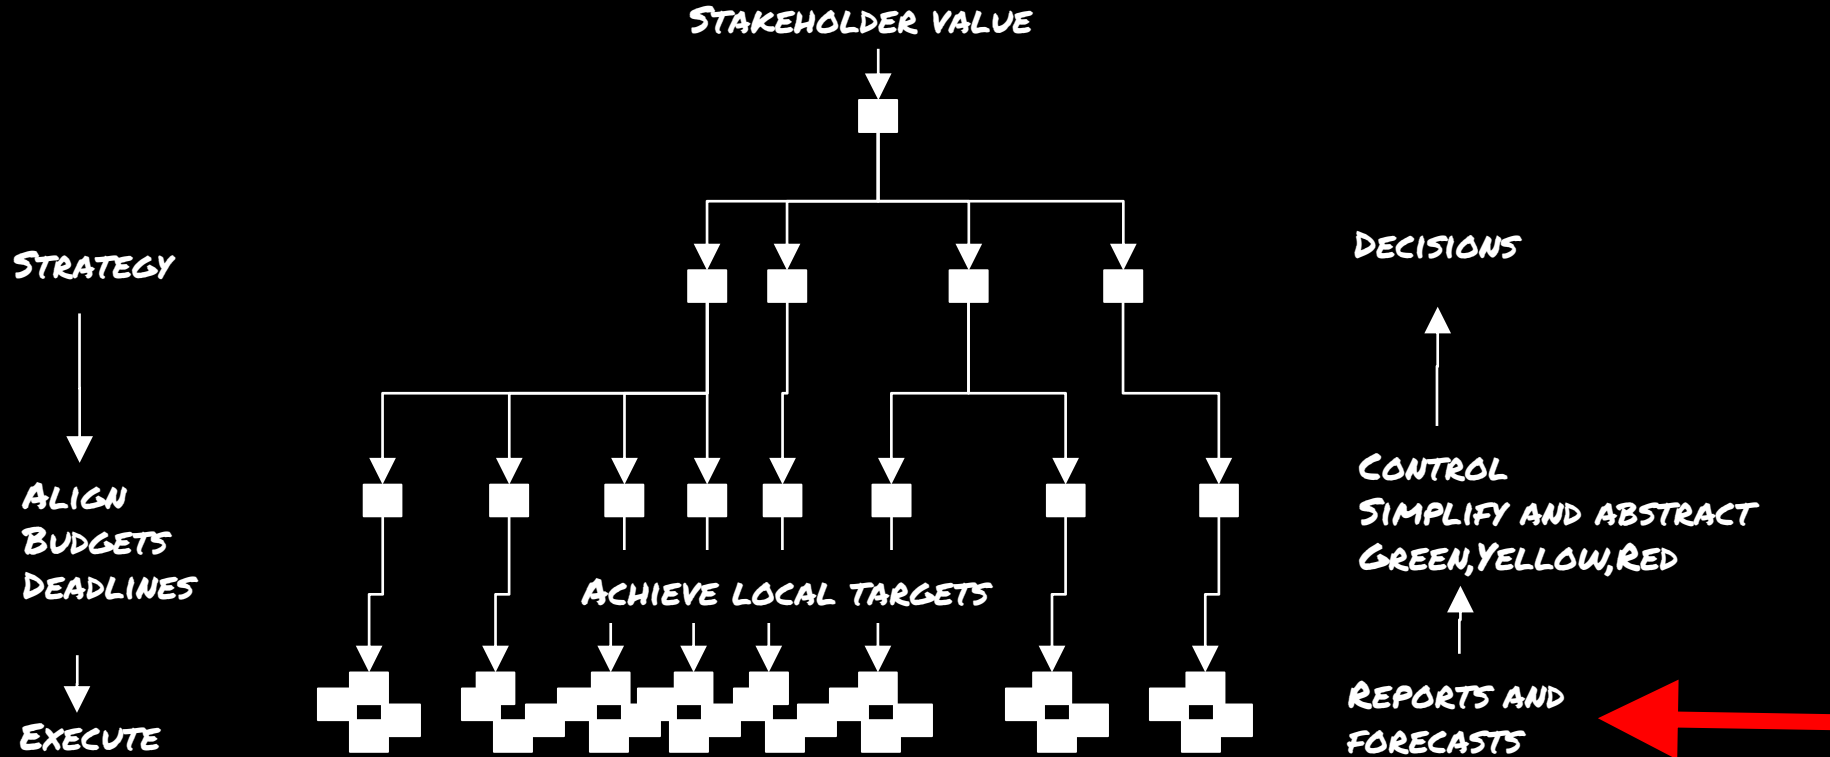 Stakeholder value
Strategy
Align
Budgets
Deadlines
Execute
Achieve local targets
Decisions
Control
Simplify and abstract
Green,Yellow,Red
Reports and
forecasts